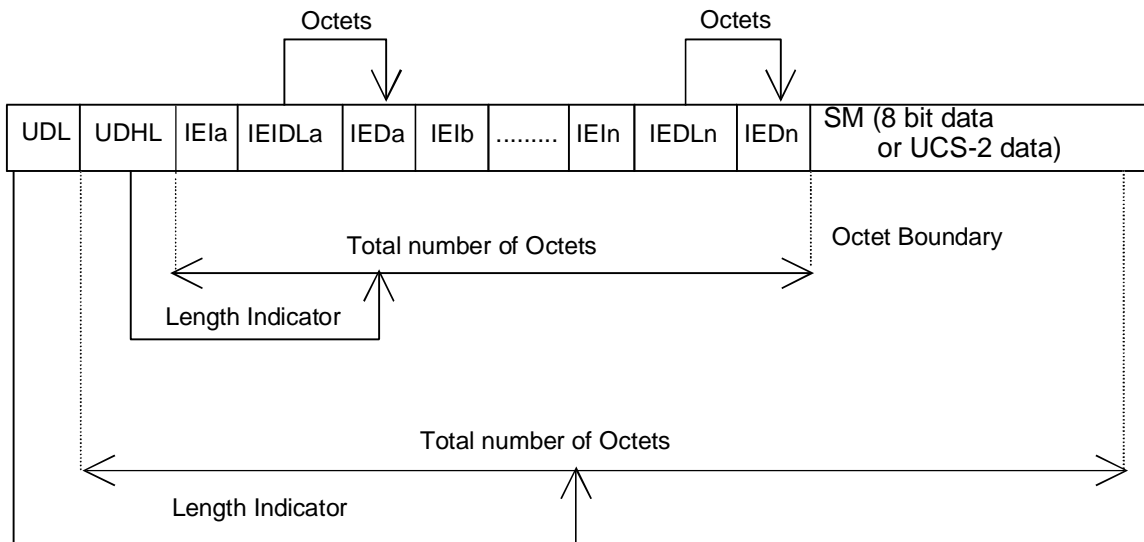 Octets Octets
UDL UDHL IEIa IEIDLa IEDa IEIb ......... IEIn IEDLn IEDn SM (8 bit data
or UCS-2 data)
Total number of Octets Octet Boundary
Length Indicator
Total number of Octets
Length Indicator